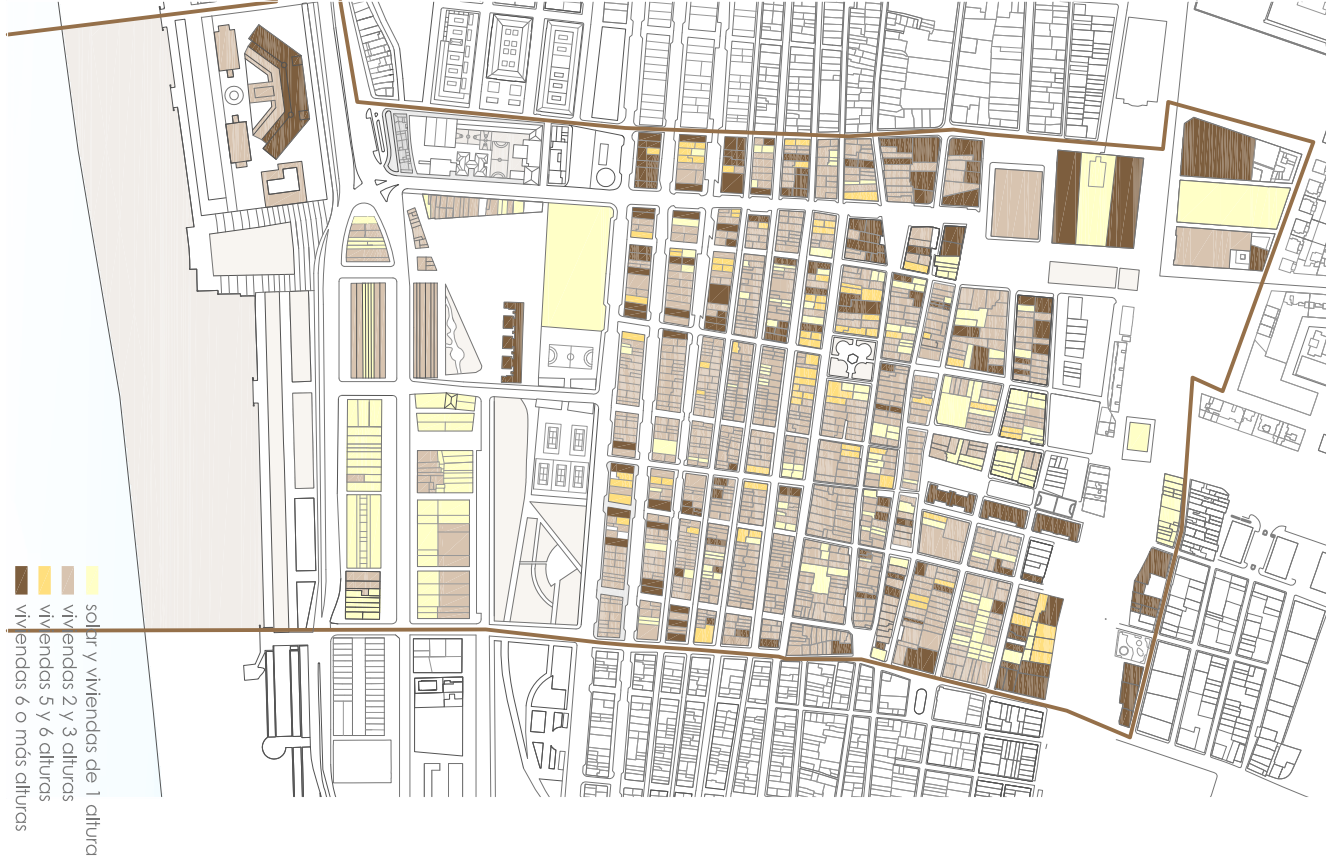 solar y viviendas de 1 altura
viviendas 2 y 3 alturas
viviendas 5 y 6 alturas
viviendas 6 o más alturas